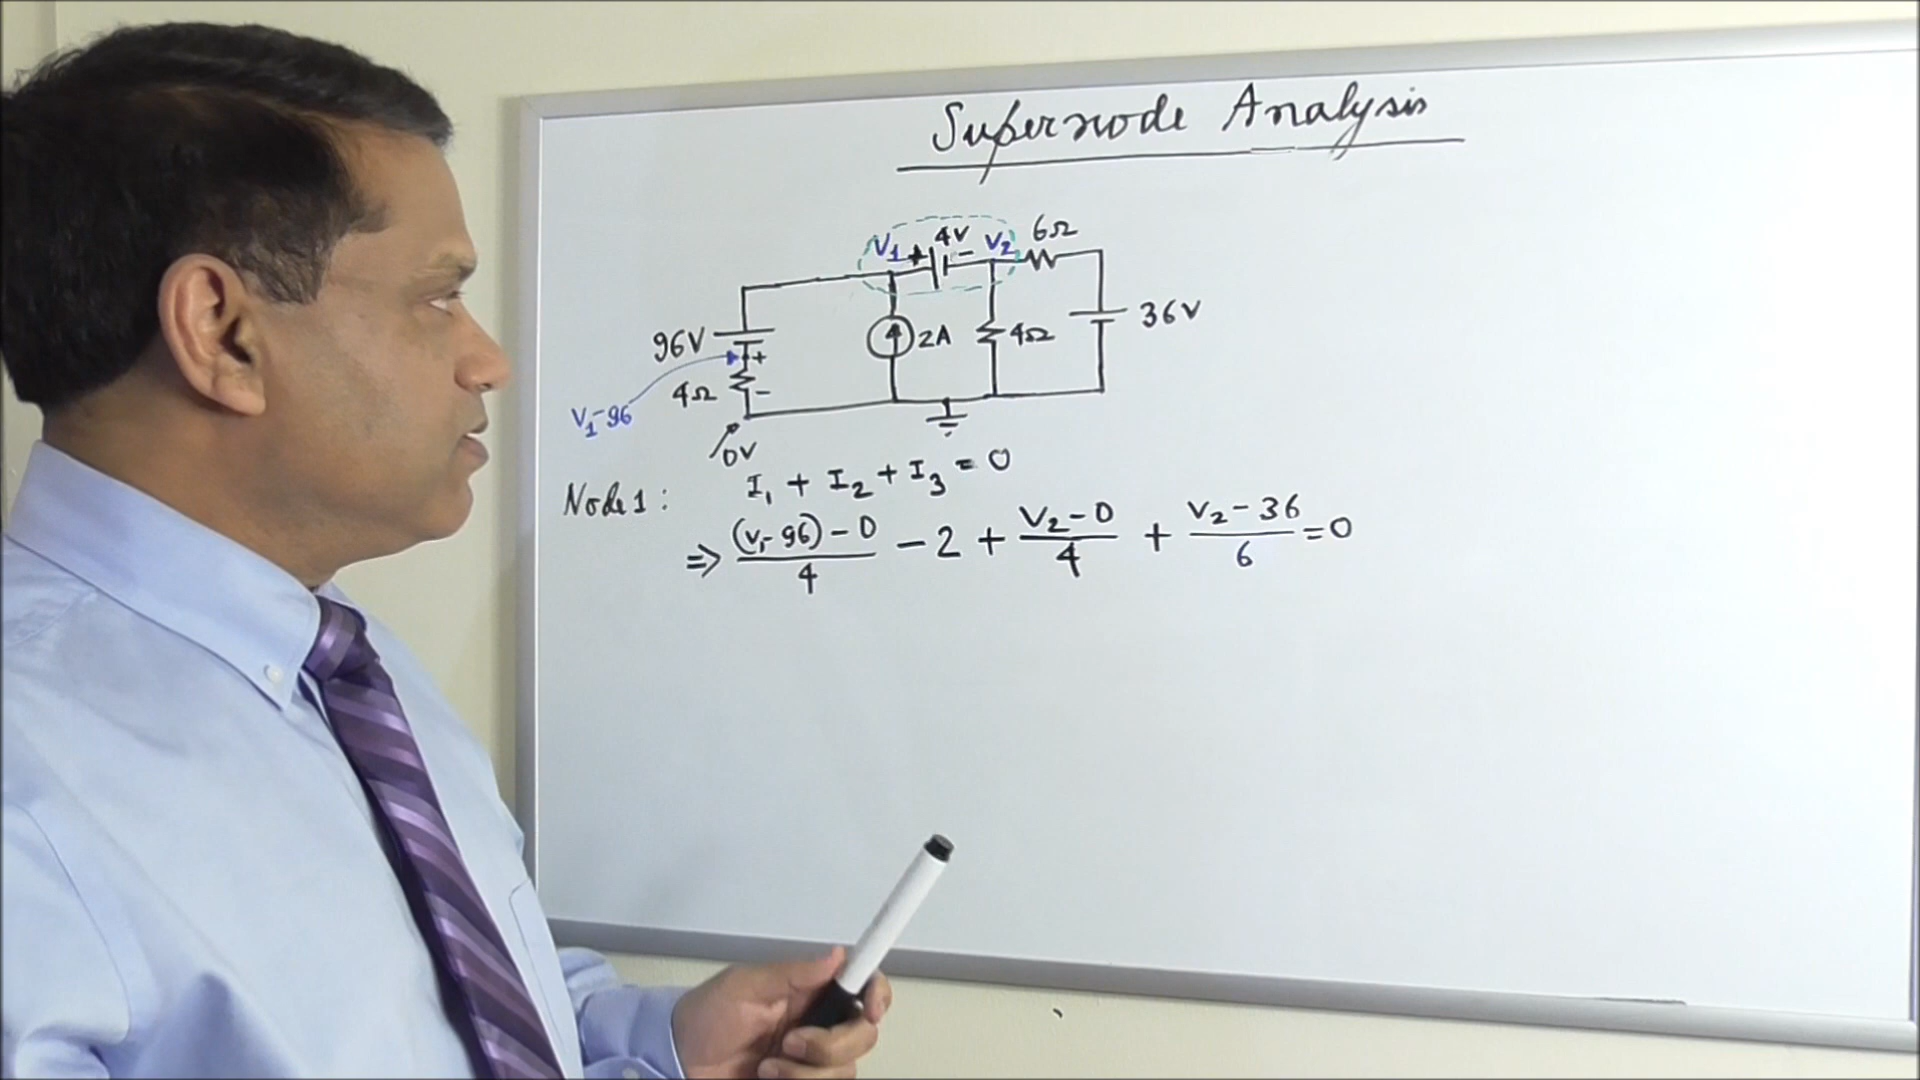 Supernode Analysis
V1 + 4V - V2 6Ω
96V + 2A 4Ω 36V
4Ω -
V1-96
0V
Node 1: I1 + I2 + I3 = 0
⇒ (V1-96)-0/4 - 2 + V2-0/4 + V2-36/6 = 0